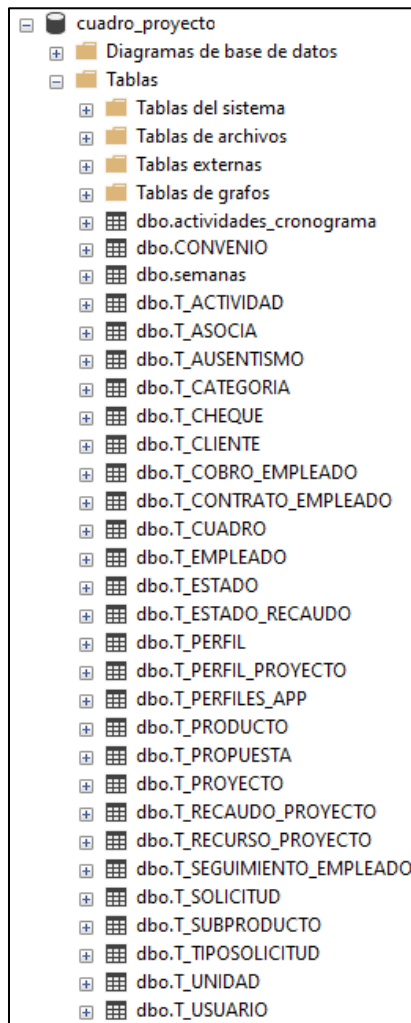 cuadro_proyecto
Diagramas de base de datos
Tablas
Tablas del sistema
Tablas de archivos
Tablas externas
Tablas de grafos
dbo.actividades_cronograma
dbo.CONVENIO
dbo.semanas
dbo.T_ACTIVIDAD
dbo.T_ASOCIA
dbo.T_AUSENTISMO
dbo.T_CATEGORIA
dbo.T_CHEQUE
dbo.T_CLIENTE
dbo.T_COBRO_EMPLEADO
dbo.T_CONTRATO_EMPLEADO
dbo.T_CUADRO
dbo.T_EMPLEADO
dbo.T_ESTADO
dbo.T_ESTADO_RECAUDO
dbo.T_PERFIL
dbo.T_PERFIL_PROYECTO
dbo.T_PERFILES_APP
dbo.T_PRODUCTO
dbo.T_PROPUESTA
dbo.T_PROYECTO
dbo.T_RECAUDO_PROYECTO
dbo.T_RECURSO_PROYECTO
dbo.T_SEGUIMIENTO_EMPLEADO
dbo.T_SOLICITUD
dbo.T_SUBPRODUCTO
dbo.T_TIPOSOLICITUD
dbo.T_UNIDAD
dbo.T_USUARIO